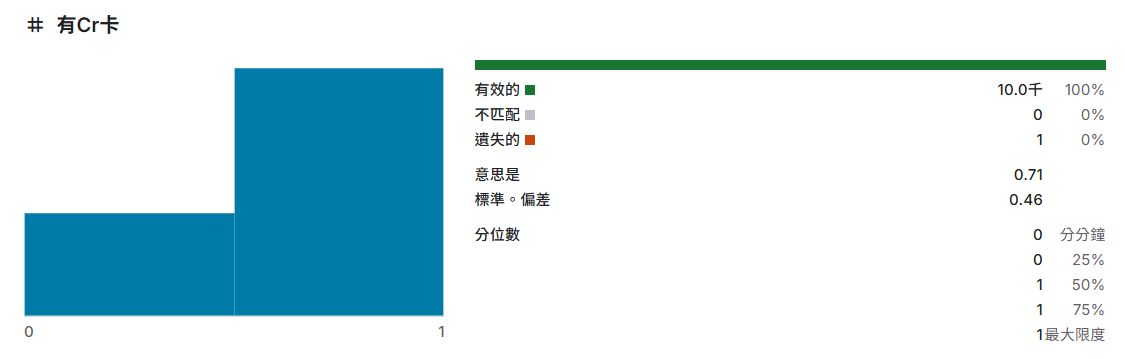 # 有Cr卡
有效的 10.0千 100%
不匹配 0 0%
遺失的 1 0%
意思是 0.71
標準。偏差 0.46
分位數 0 分分鐘
0 25%
1 50%
1 75%
1 最大限度
0 1